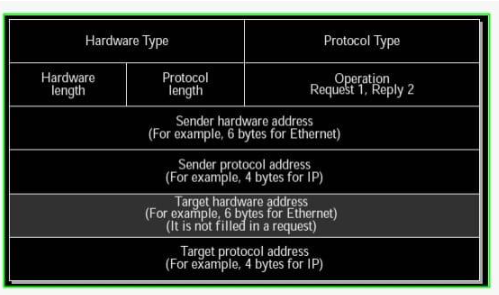 Hardware Type
Protocol Type
Hardware
length
Protocol
length
Operation
Request 1, Reply 2
Sender hardware address
(For example, 6 bytes for Ethernet)
Sender protocol address
(For example, 4 bytes for IP)
Target hardware address
(For example, 6 bytes for Ethernet)
(It is not filled in a request)
Target protocol address
(For example, 4 bytes for IP)